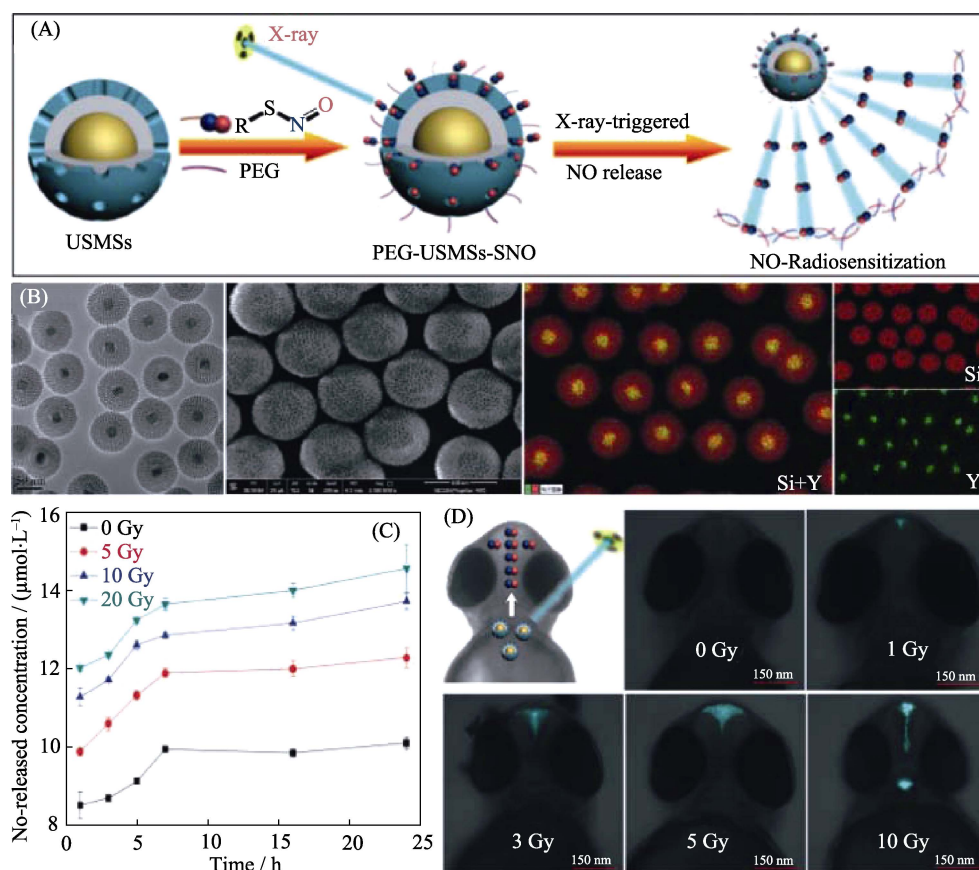 (A)
X-ray
R
S
N
O
PEG
USMSs
PEG-USMSs-SNO
X-ray-triggered
NO release
NO-Radiosensitization
(B)
Si+Y
Si
Y
(C)
No-released concentration / (μmol·L⁻¹)
16
14
12
10
8
0 Gy
5 Gy
10 Gy
20 Gy
0 5 10 15 20 25
Time / h
(D)
0 Gy
150 nm
1 Gy
150 nm
3 Gy
150 nm
5 Gy
150 nm
10 Gy
150 nm